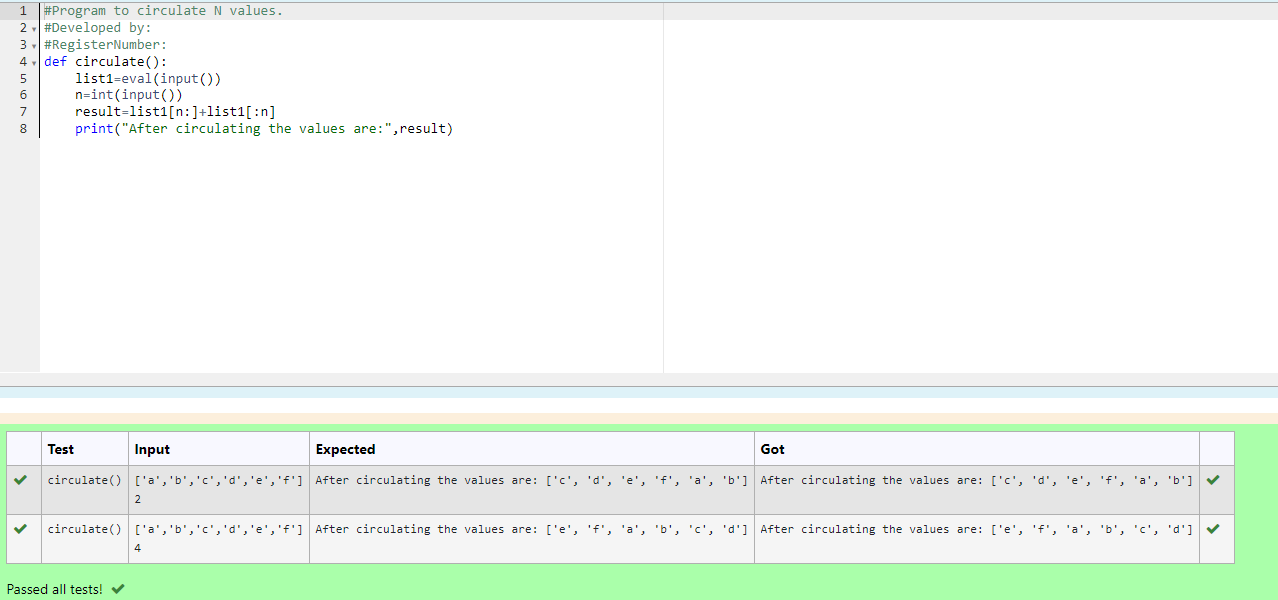 1 #Program to circulate N values.
2 #Developed by:
3 #RegisterNumber:
4 def circulate():
5     list1=eval(input())
6     n=int(input())
7     result=list1[n:]+list1[:n]
8     print("After circulating the values are:",result)
Test Input Expected Got
circulate() ['a','b','c','d','e','f'] After circulating the values are: ['c', 'd', 'e', 'f', 'a', 'b'] After circulating the values are: ['c', 'd', 'e', 'f', 'a', 'b']
2
circulate() ['a','b','c','d','e','f'] After circulating the values are: ['e', 'f', 'a', 'b', 'c', 'd'] After circulating the values are: ['e', 'f', 'a', 'b', 'c', 'd']
4
Passed all tests!